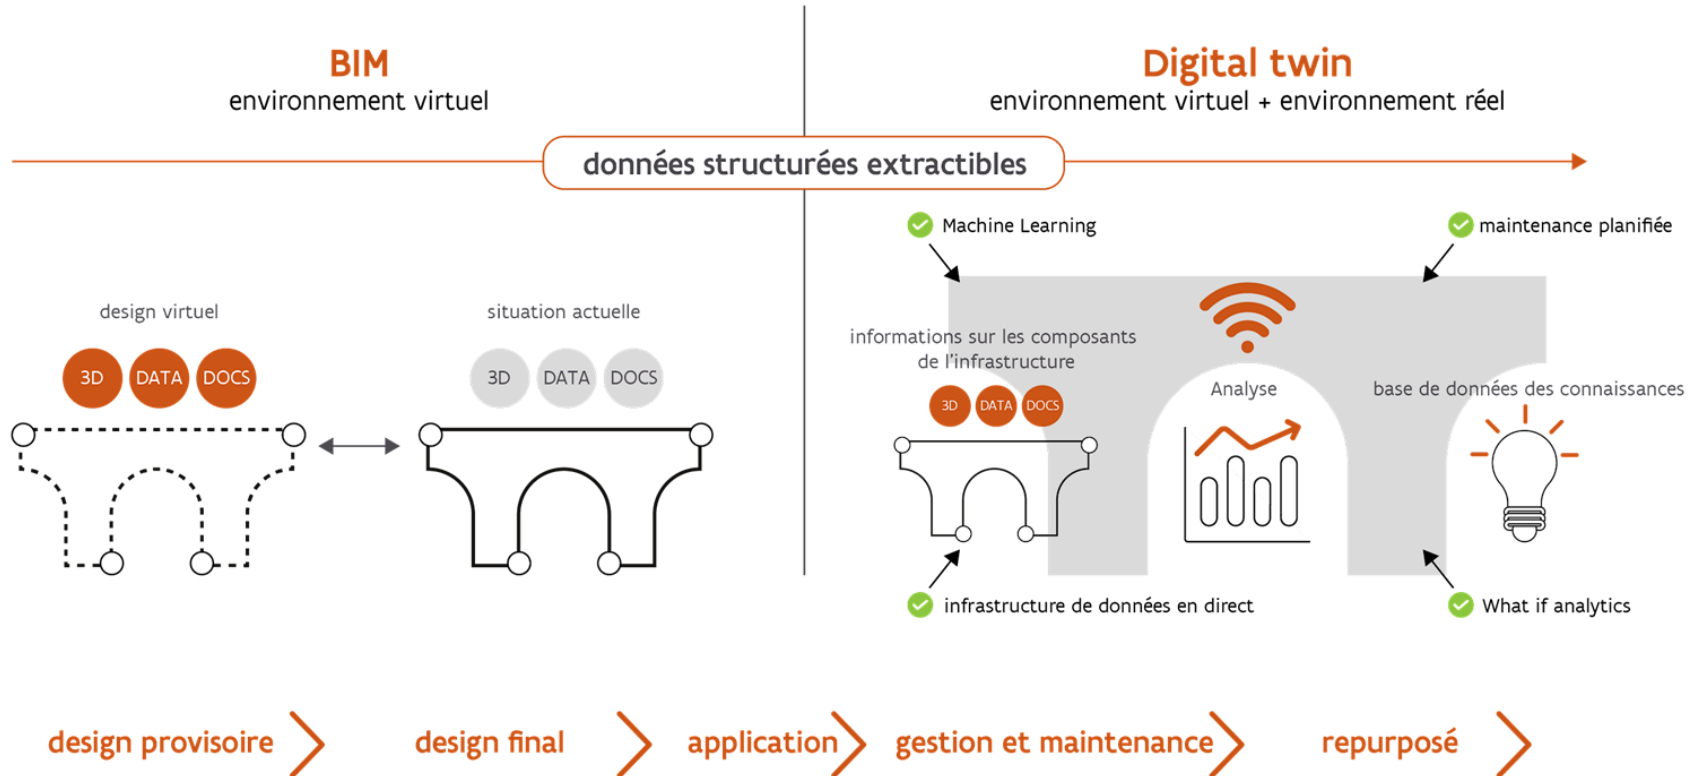 BIM
environnement virtuel
Digital twin
environnement virtuel + environnement réel
données structurées extractibles
design virtuel
3D DATA DOCS
situation actuelle
3D DATA DOCS
Machine Learning
maintenance planifiée
informations sur les composants
de l'infrastructure
3D DATA DOCS
Analyse
base de données des connaissances
infrastructure de données en direct
What if analytics
design provisoire
design final
application
gestion et maintenance
repurposé